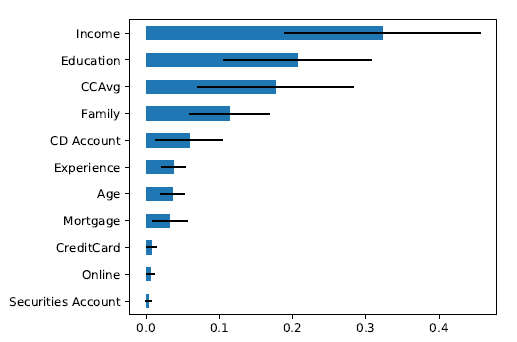 Income
Education
CCAvg
Family
CD Account
Experience
Age
Mortgage
CreditCard
Online
Securities Account
0.0 0.1 0.2 0.3 0.4